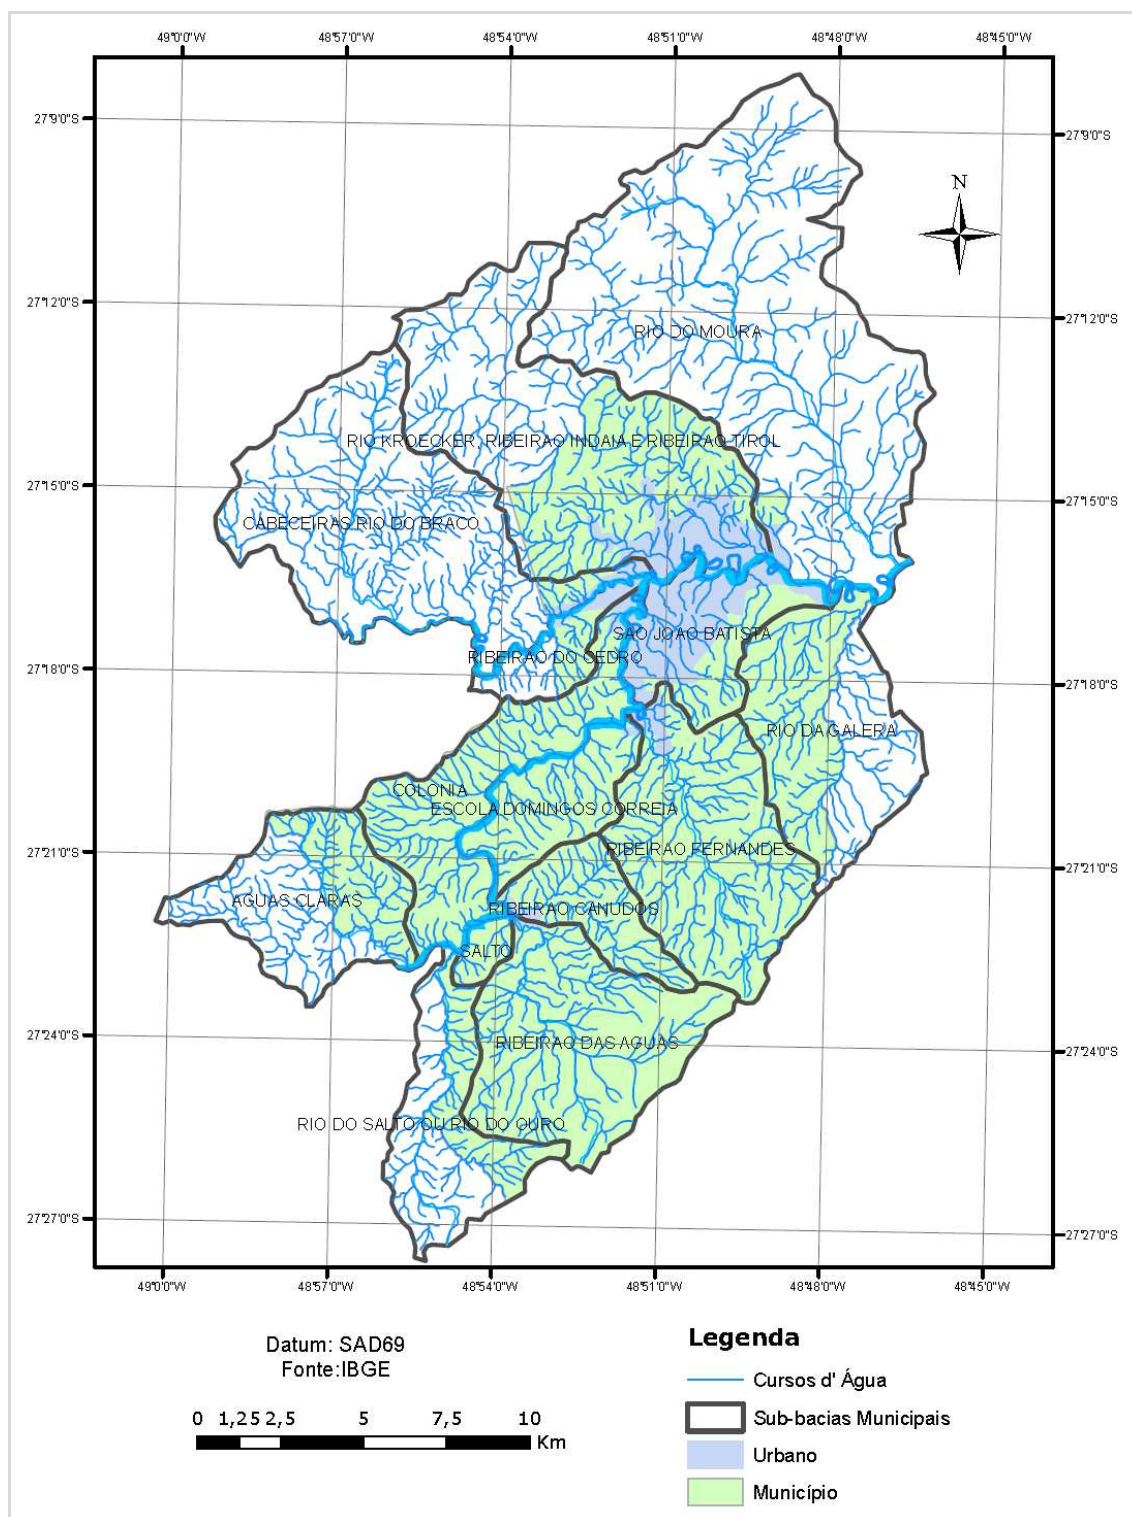 49°0'0"W 48°57'0"W 48°54'0"W 48°51'0"W 48°48'0"W 48°45'0"W
27°9'0"S
27°9'0"S
N
27°12'0"S
27°12'0"S
RIO DO MOURA
RIO KROECKER, RIBEIRAO INDAIA E RIBEIRAO TIROL
27°15'0"S
27°15'0"S
CABECEIRAS RIO DO BRACO
SAO JOAO BATISTA
RIBEIRAO DO CEDRO
27°18'0"S
27°18'0"S
RIO DA GALERA
COLONIA
ESCOLA DOMINGOS CORREIA
RIBEIRAO FERNANDES
27°21'0"S
27°21'0"S
AGUAS CLARAS
RIBEIRAO CANUDOS
SALTO
27°24'0"S
RIBEIRAO DAS AGUAS
27°24'0"S
RIO DO SALTO OU RIO DO OURO
27°27'0"S
27°27'0"S
49°0'0"W 48°57'0"W 48°54'0"W 48°51'0"W 48°48'0"W 48°45'0"W
Datum: SAD69
Fonte:IBGE
0 1,25 2,5 5 7,5 10
Km
Legenda
Cursos d' Água
Sub-bacias Municipais
Urbano
Município